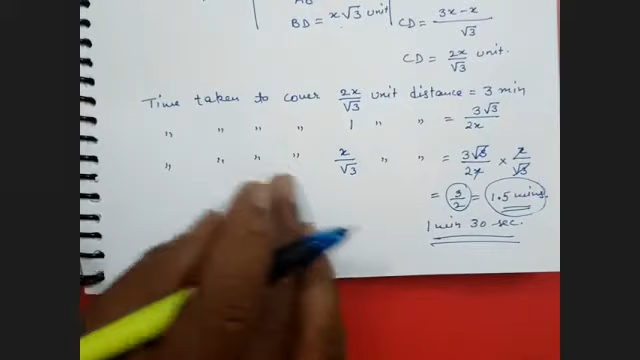 AB
BD = x√3 unit
CD = 3x-x/√3
CD = 2x/√3 unit.
Time taken to cover 2x/√3 unit distance = 3 min
" " " " 1 " " = 3√3/2x
" " " " x/√3 " " = 3√3/2x × x/√3
= 3/2 = 1.5 mins.
1 min 30 sec.